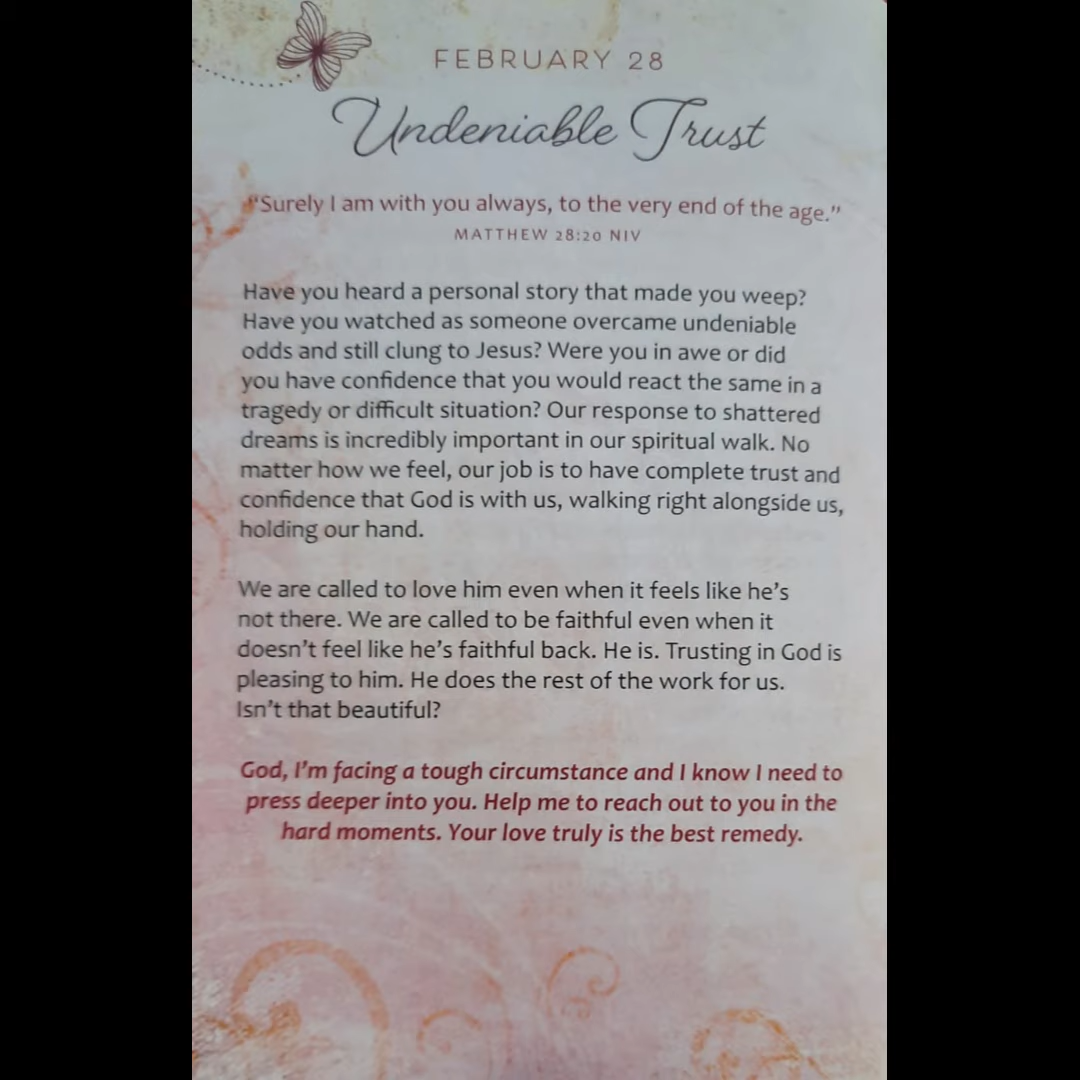 FEBRUARY 28
Undeniable Trust
"Surely I am with you always, to the very end of the age."
MATTHEW 28:20 NIV
Have you heard a personal story that made you weep?
Have you watched as someone overcame undeniable
odds and still clung to Jesus? Were you in awe or did
you have confidence that you would react the same in a
tragedy or difficult situation? Our response to shattered
dreams is incredibly important in our spiritual walk. No
matter how we feel, our job is to have complete trust and
confidence that God is with us, walking right alongside us,
holding our hand.
We are called to love him even when it feels like he's
not there. We are called to be faithful even when it
doesn't feel like he's faithful back. He is. Trusting in God is
pleasing to him. He does the rest of the work for us.
Isn't that beautiful?
God, I'm facing a tough circumstance and I know I need to
press deeper into you. Help me to reach out to you in the
hard moments. Your love truly is the best remedy.